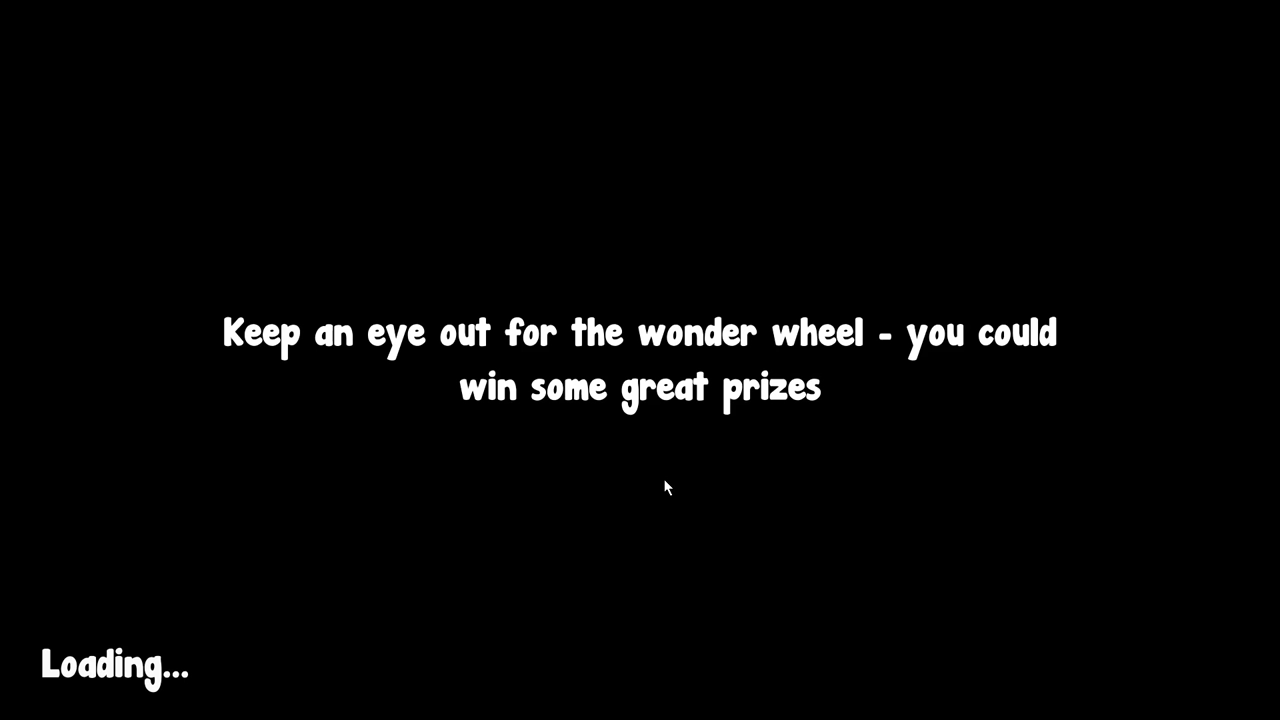 Keep an eye out for the wonder wheel - you could
win some great prizes
Loading...